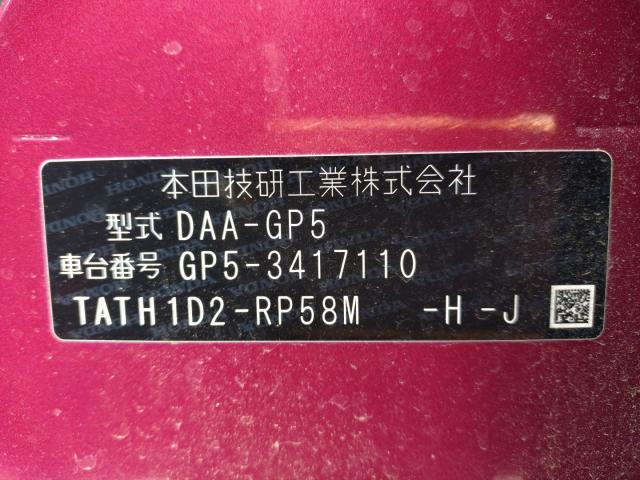 本田技研工業株式会社
型式 DAA-GP5
車台番号 GP5-3417110
TATH1D2-RP58M -H -J